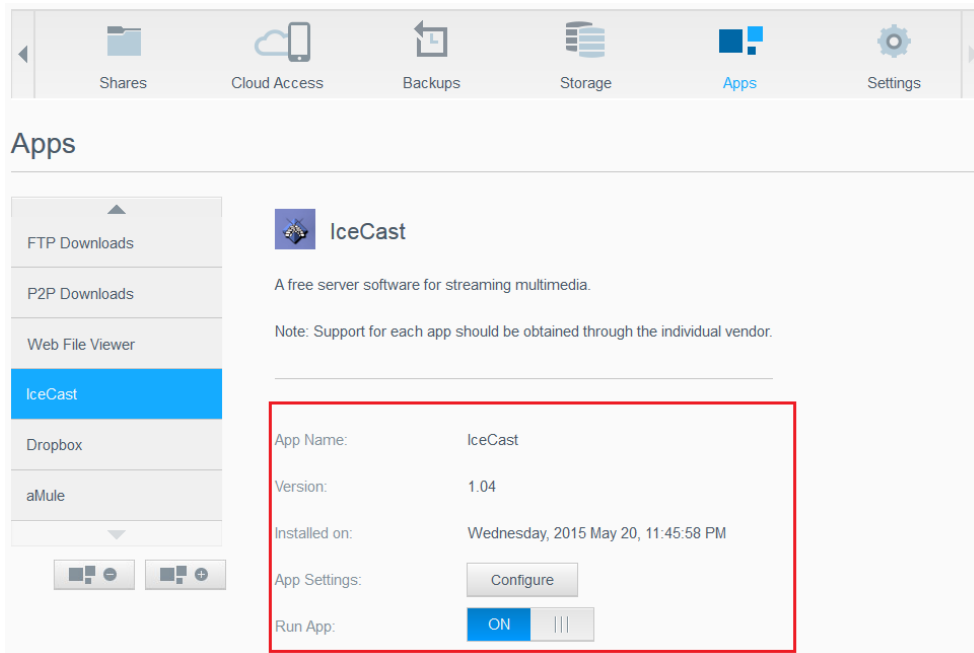 Shares Cloud Access Backups Storage Apps Settings
Apps
FTP Downloads
P2P Downloads
Web File Viewer
IceCast
Dropbox
aMule
IceCast
A free server software for streaming multimedia.
Note: Support for each app should be obtained through the individual vendor.
App Name: IceCast
Version: 1.04
Installed on: Wednesday, 2015 May 20, 11:45:58 PM
App Settings: Configure
Run App: ON